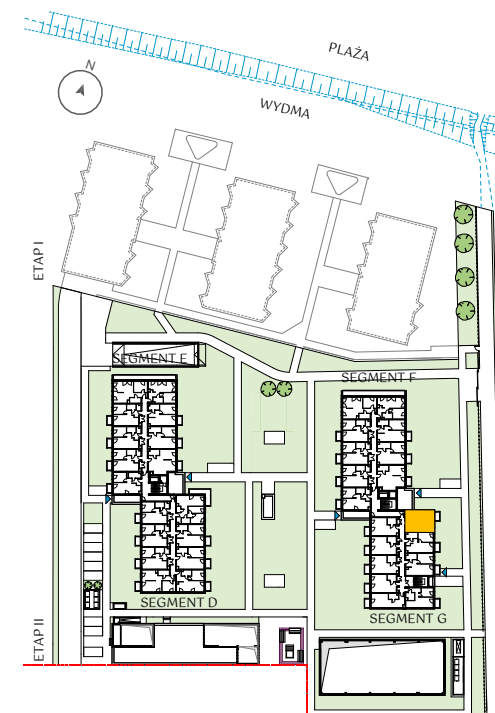 PLAŻA
N
WYDMA
ETAP I
SEGMENT E
SEGMENT F
SEGMENT D
SEGMENT G
ETAP II